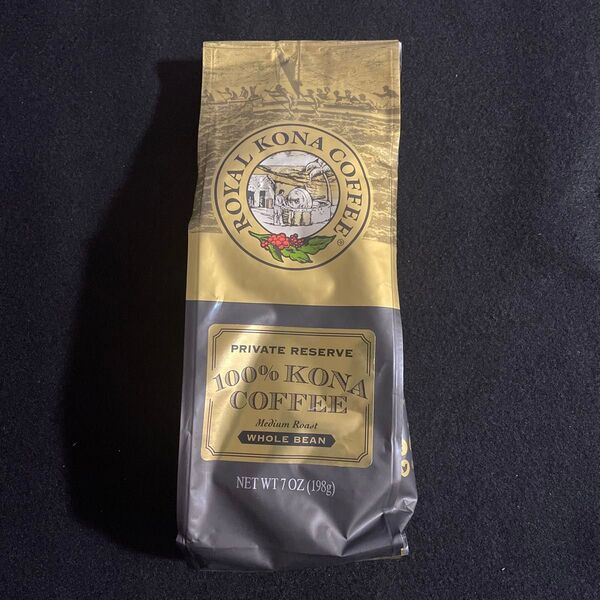 ROYAL KONA COFFEE
®
PRIVATE RESERVE
100% KONA
COFFEE
Medium Roast
WHOLE BEAN
NET WT 7 OZ (198g)